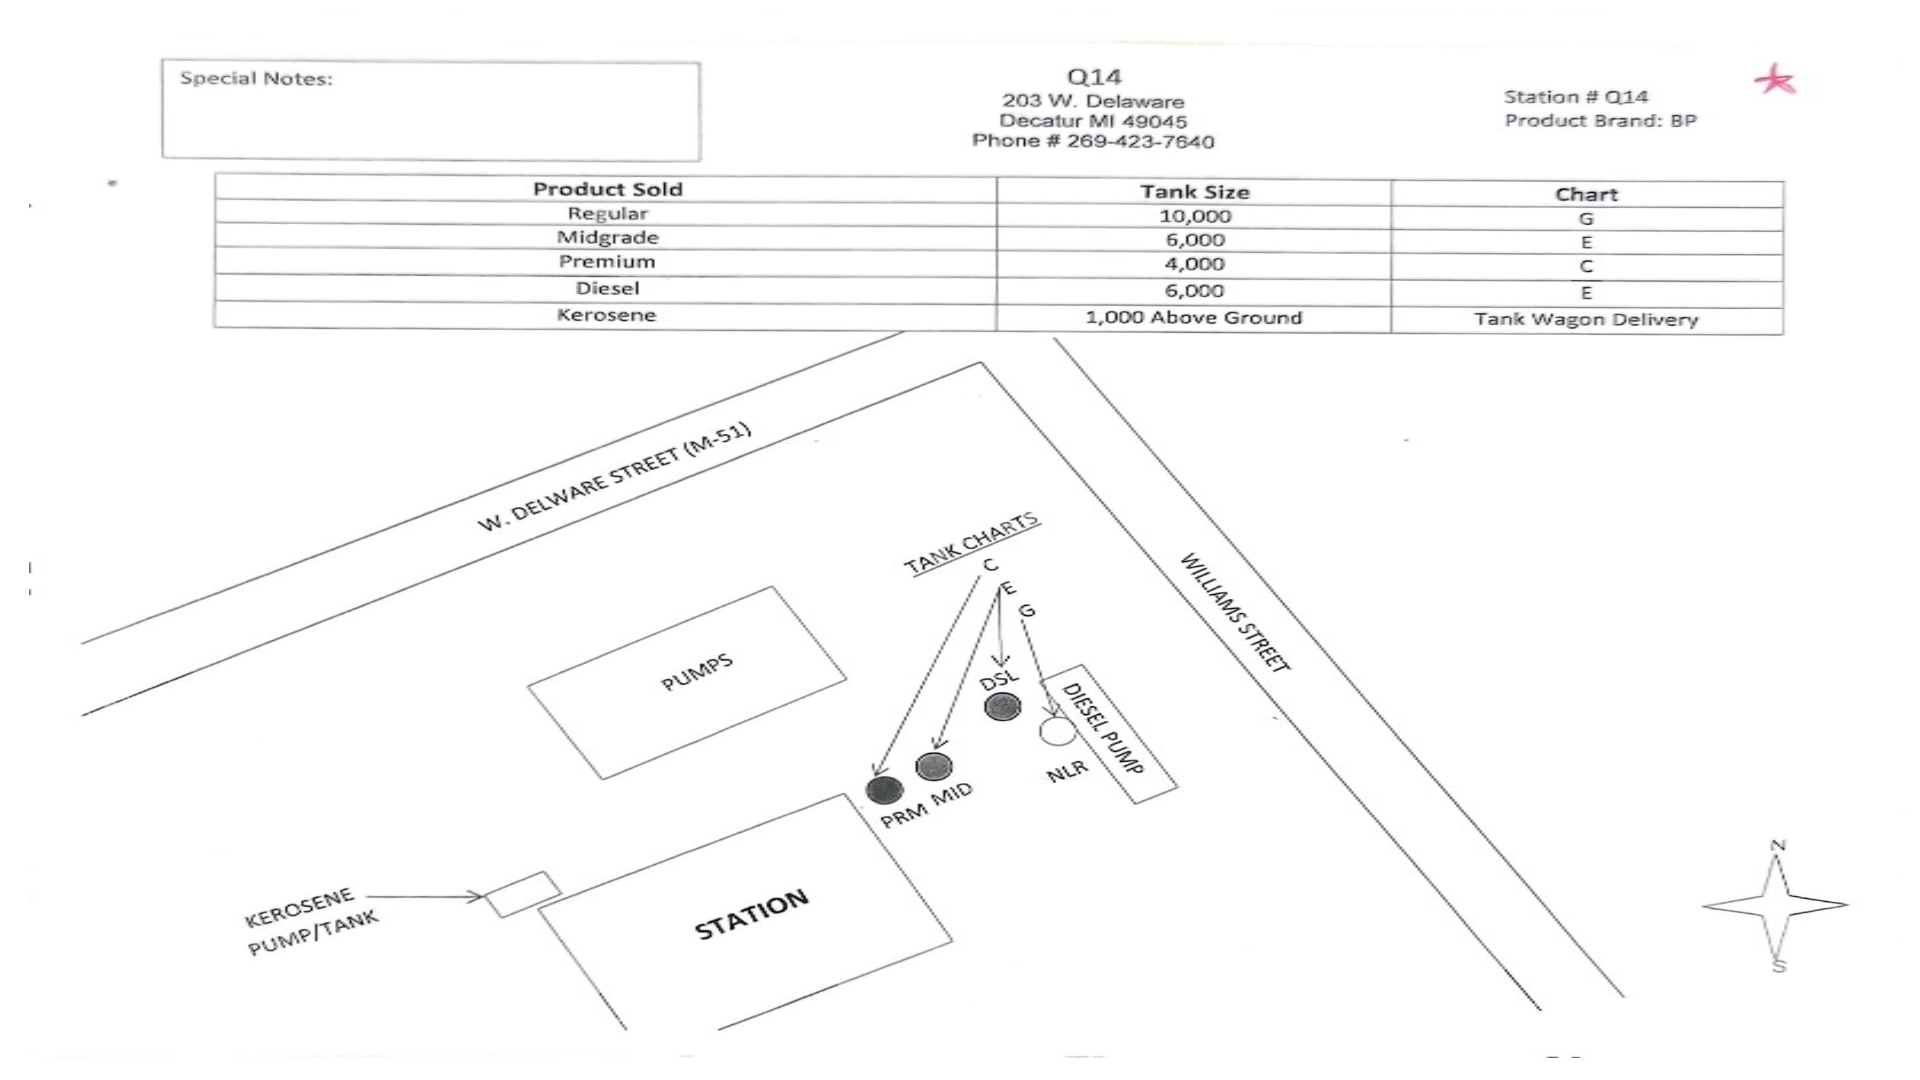 Special Notes:
Q14
203 W. Delaware
Decatur MI 49045
Phone # 269-423-7640
Station # Q14
Product Brand: BP
Product Sold Tank Size Chart
Regular 10,000 G
Midgrade 6,000 E
Premium 4,000 C
Diesel 6,000 E
Kerosene 1,000 Above Ground Tank Wagon Delivery
W. DELWARE STREET (M-51)
TANK CHARTS
C
E
G
WILLIAMS STREET
PUMPS
DSL
DIESEL PUMP
NLR
PRM MID
KEROSENE
PUMP/TANK
STATION
N
S